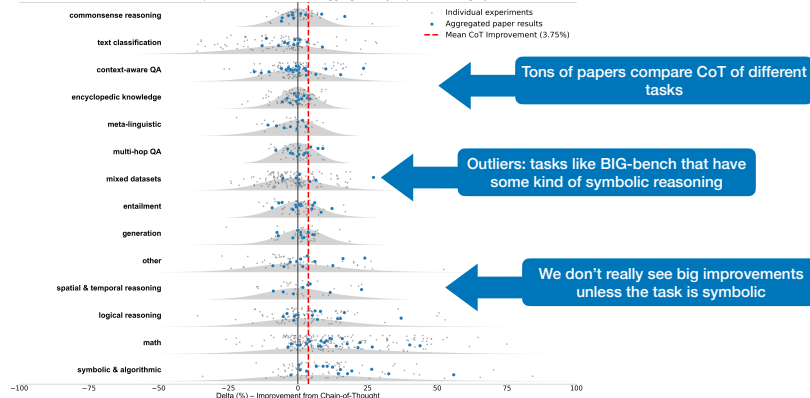 Individual experiments
Aggregated paper results
Mean CoT Improvement (3.75%)
commonsense reasoning
text classification
context-aware QA
encyclopedic knowledge
meta-linguistic
multi-hop QA
mixed datasets
entailment
generation
other
spatial & temporal reasoning
logical reasoning
math
symbolic & algorithmic
Tons of papers compare CoT of different
tasks
Outliers: tasks like BIG-bench that have
some kind of symbolic reasoning
We don't really see big improvements
unless the task is symbolic
−100 −75 −50 −25 0 25 50 75 100
Delta (%) – Improvement from Chain-of-Thought